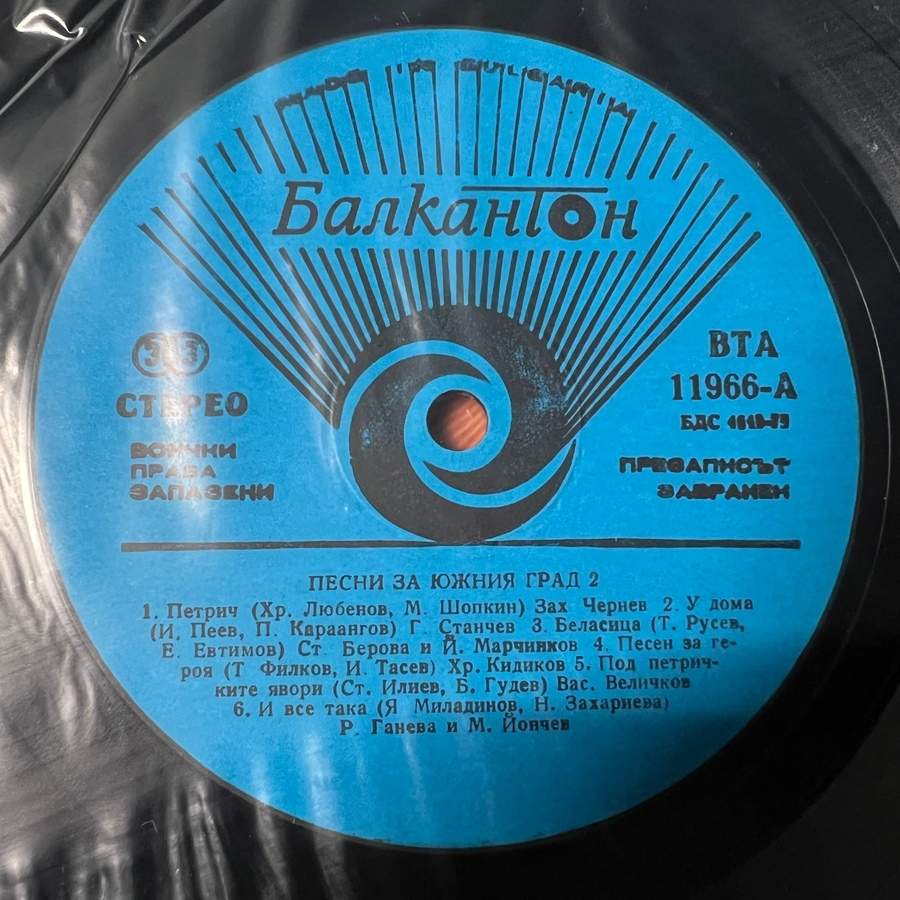 MADE IN BULGARIA
БалканТон
33
СТЕРЕО
ВСИЧКИ
ПРАВА
ЗАПАЗЕНИ
ВТА
11966-А
БДС
ПРЕЗАПИСЪТ
ЗАБРАНЕН
ПЕСНИ ЗА ЮЖНИЯ ГРАД 2
1. Петрич (Хр. Любенов, М. Шопкин) Зах Чернев 2. У дома
(И. Пеев, П. Караангов) Г. Станчев 3. Беласица (Т. Русев,
Е. Евтимов) Ст. Берова и Й. Марчинков 4. Песен за ге-
роя (Т. Филков, И. Тасев) Хр. Кидиков 5. Под петрич-
ките явори (Ст. Илиев, Б. Гудев) Вас. Величков
6. И все така (Я Миладинов, Н. Захариева)
Р. Ганева и М. Йончев